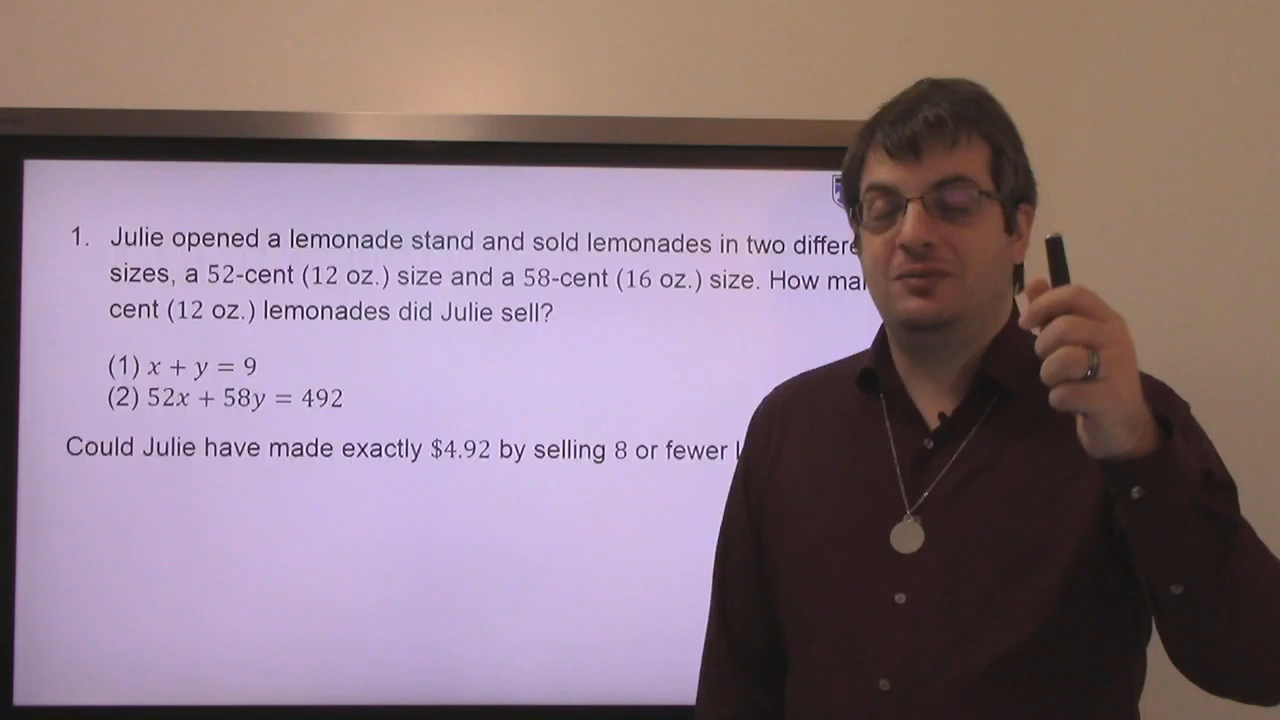 1. Julie opened a lemonade stand and sold lemonades in two
sizes, a 52-cent (12 oz.) size and a 58-cent (16 oz.) size. How
cent (12 oz.) lemonades did Julie sell?
(1) x + y = 9
(2) 52x + 58y = 492
Could Julie have made exactly $4.92 by selling 8 or fewer